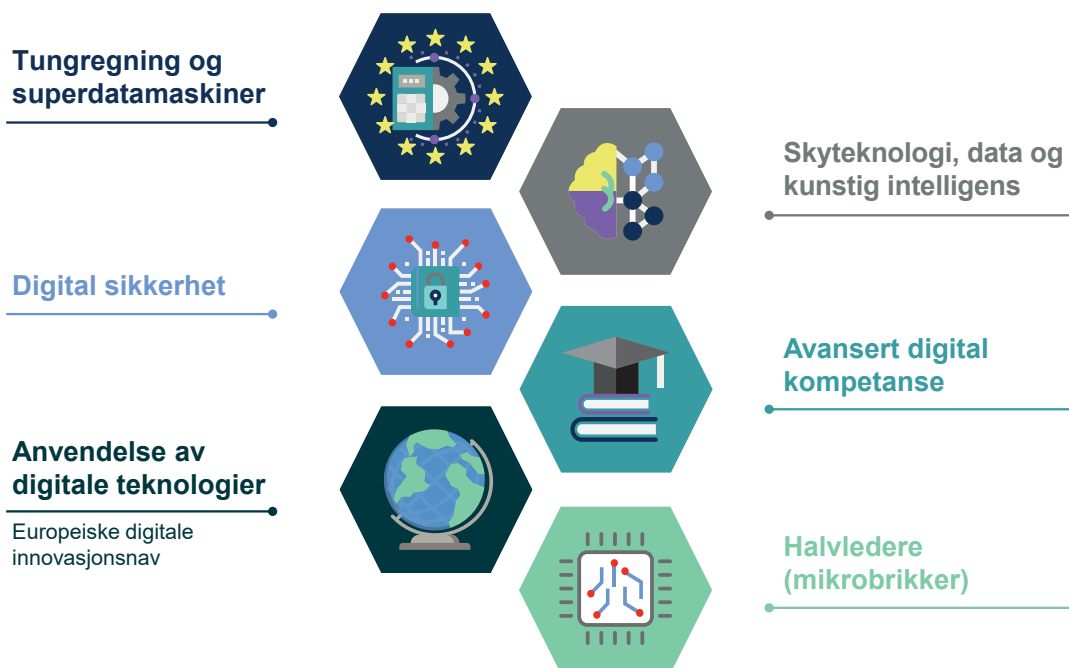 Tungregning og
superdatamaskiner
Skyteknologi, data og
kunstig intelligens
Digital sikkerhet
Avansert digital
kompetanse
Anvendelse av
digitale teknologier
Europeiske digitale
innovasjonsnav
Halvledere
(mikrobrikker)